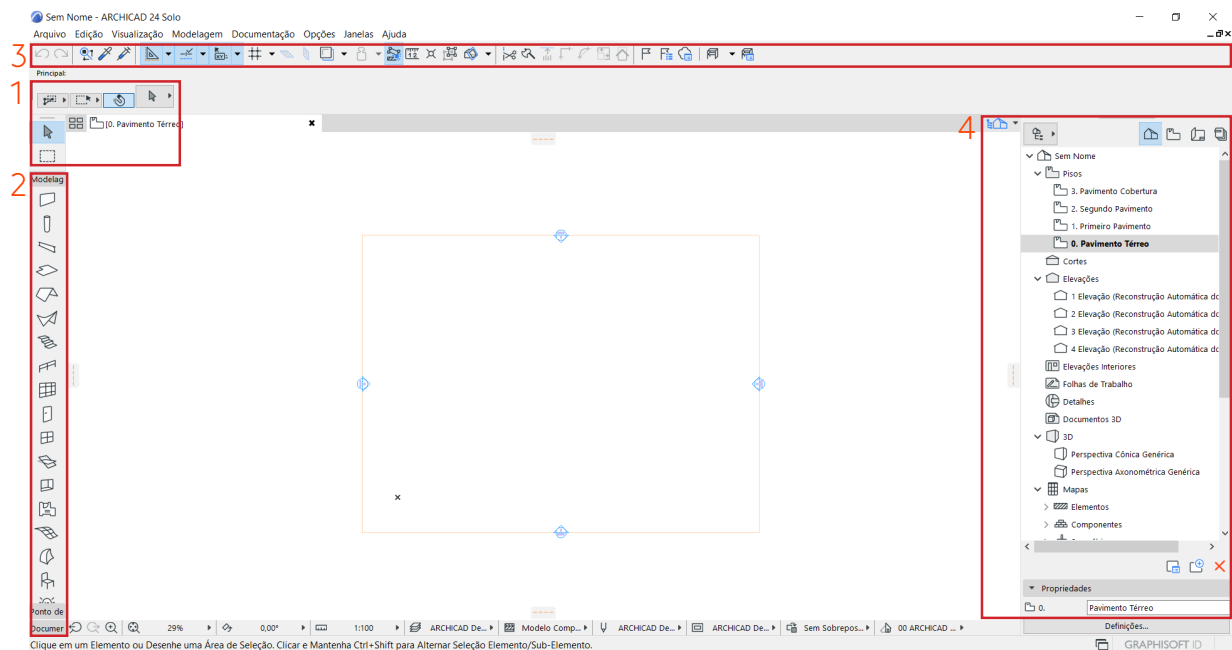 Sem Nome - ARCHICAD 24 Solo
Arquivo Edição Visualização Modelagem Documentação Opções Janelas Ajuda
3
Principal:
1
[0. Pavimento Térreo]
4
Sem Nome
2
Modelag
Pisos
3. Pavimento Cobertura
2. Segundo Pavimento
1. Primeiro Pavimento
0. Pavimento Térreo
Cortes
Elevações
1 Elevação (Reconstrução Automática do
2 Elevação (Reconstrução Automática do
3 Elevação (Reconstrução Automática do
4 Elevação (Reconstrução Automática do
Elevações Interiores
Folhas de Trabalho
Detalhes
Documentos 3D
3D
Perspectiva Cônica Genérica
Perspectiva Axonométrica Genérica
Mapas
Elementos
Componentes
Propriedades
Ponto de
0. Pavimento Térreo
Documen 29% 0,00° 1:100 ARCHICAD De... Modelo Comp... ARCHICAD De... ARCHICAD De... Sem Sobrepos... 00 ARCHICAD ... Definições...
Clique em um Elemento ou Desenhe uma Área de Seleção. Clicar e Mantenha Ctrl+Shift para Alternar Seleção Elemento/Sub-Elemento.
GRAPHISOFT ID